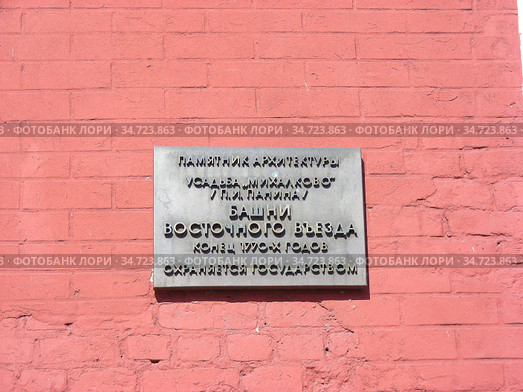 ФОТОБАНК ЛОРИ · 34.723.863 · ФОТОБАНК ЛОРИ · 34.723.863 · ФОТОБАНК ЛОРИ · 34.723.863
ПАМЯТНИК АРХИТЕКТУРЫ
УСАДЬБА „МИХАЛКОВО"
/ П.И. ПАНИНА /
БАШНИ
ВОСТОЧНОГО ВЪЕЗДА
КОНЕЦ 1770-Х ГОДОВ
ФОТОБАНК ЛОРИ · 34.723.863 · ФОТОБАНК ЛОРИ · 34.723.863 · ФОТОБАНК ЛОРИ · 34.723.863
ОХРАНЯЕТСЯ ГОСУДАРСТВОМ